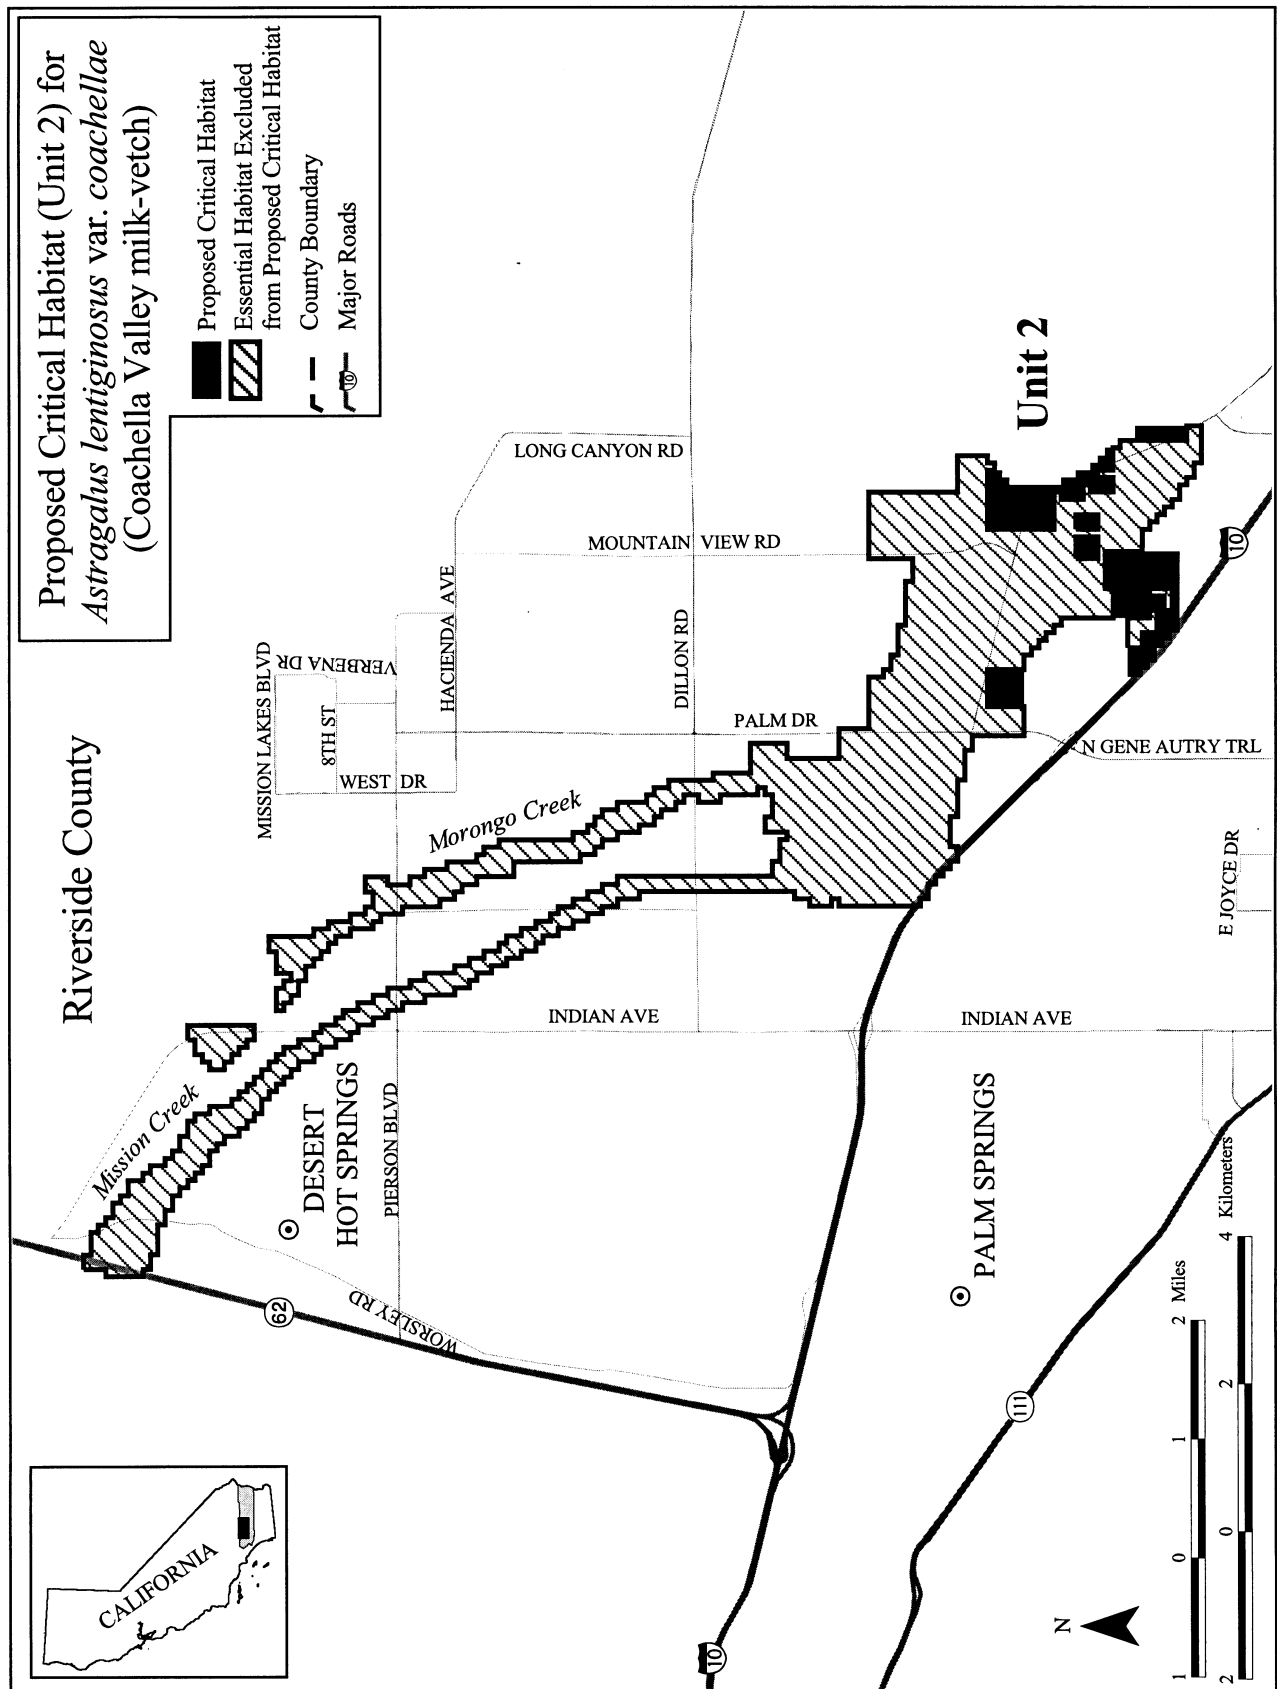 Proposed Critical Habitat (Unit 2) for
Astragalus lentiginosus var. coachellae
(Coachella Valley milk-vetch)
Proposed Critical Habitat
Essential Habitat Excluded
from Proposed Critical Habitat
County Boundary
10
Major Roads
Riverside County
CALIFORNIA
62
Mission Creek
Morongo Creek
MISSION LAKES BLVD
VERBENA DR
8TH ST
WEST DR
HACIENDA AVE
LONG CANYON RD
MOUNTAIN VIEW RD
DILLON RD
PALM DR
DESERT
HOT SPRINGS
PIERSON BLVD
WORSLEY RD
INDIAN AVE
INDIAN AVE
Unit 2
N GENE AUTRY TRL
10
E JOYCE DR
PALM SPRINGS
10
111
N
1 0 1 2 Miles
2 0 2 4 Kilometers